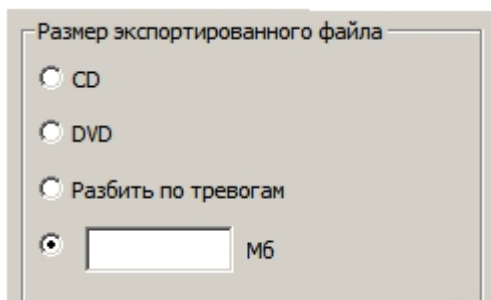 Размер экспортированного файла
CD
DVD
Разбить по тревогам
Мб